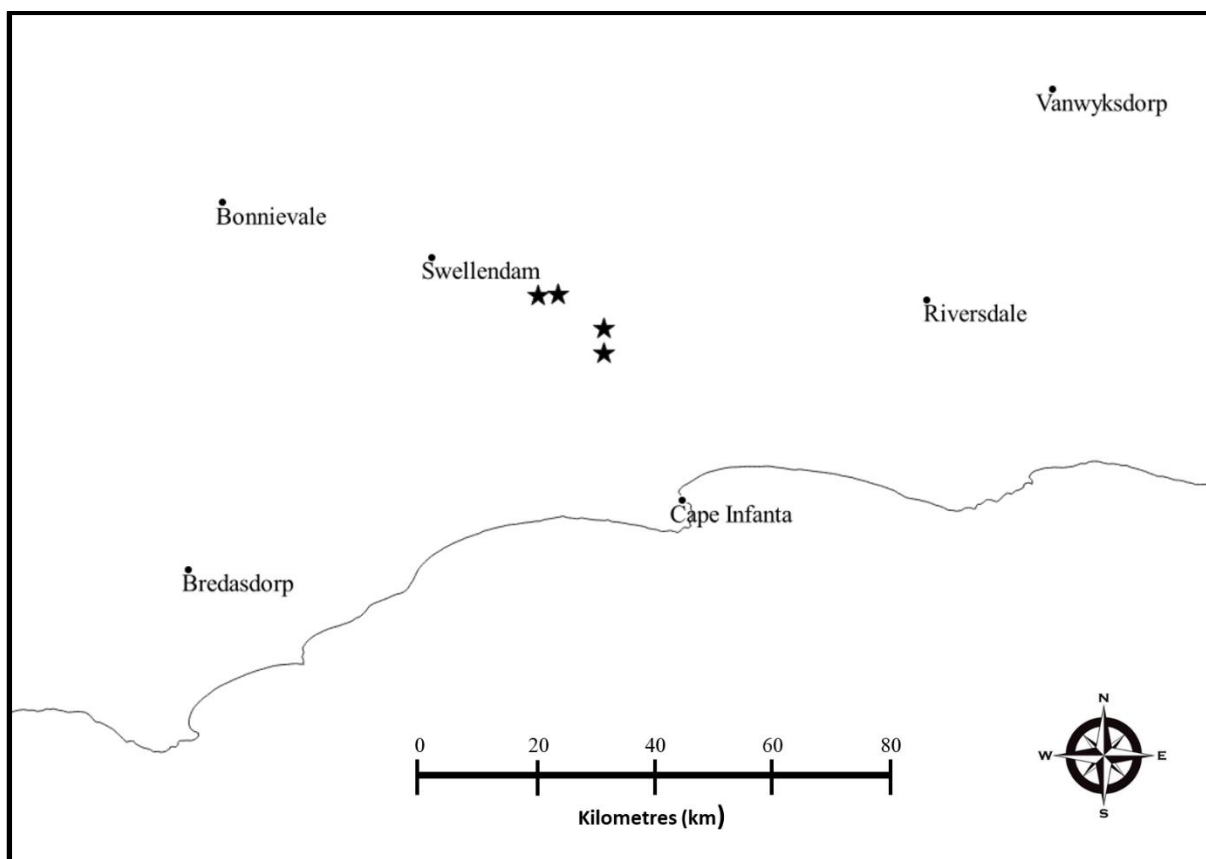 Vanwyksdorp
Bonnievale
Swellendam
Riversdale
Cape Infanta
Bredasdorp
0 20 40 60 80
Kilometres (km)
N
W E
S